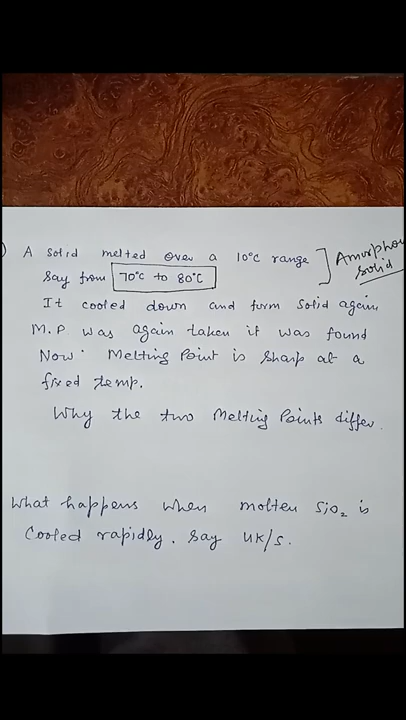 ) A solid melted over a 10°C range ] Amorphou
Say from 70°C to 80°C solid
It cooled down and form solid again,
M.P was again taken it was found
Now. Melting Point is sharp at a
fixed temp.
Why the two Melting Points differ.
What happens when molten SiO₂ is
Cooled rapidly. Say 4K/s.